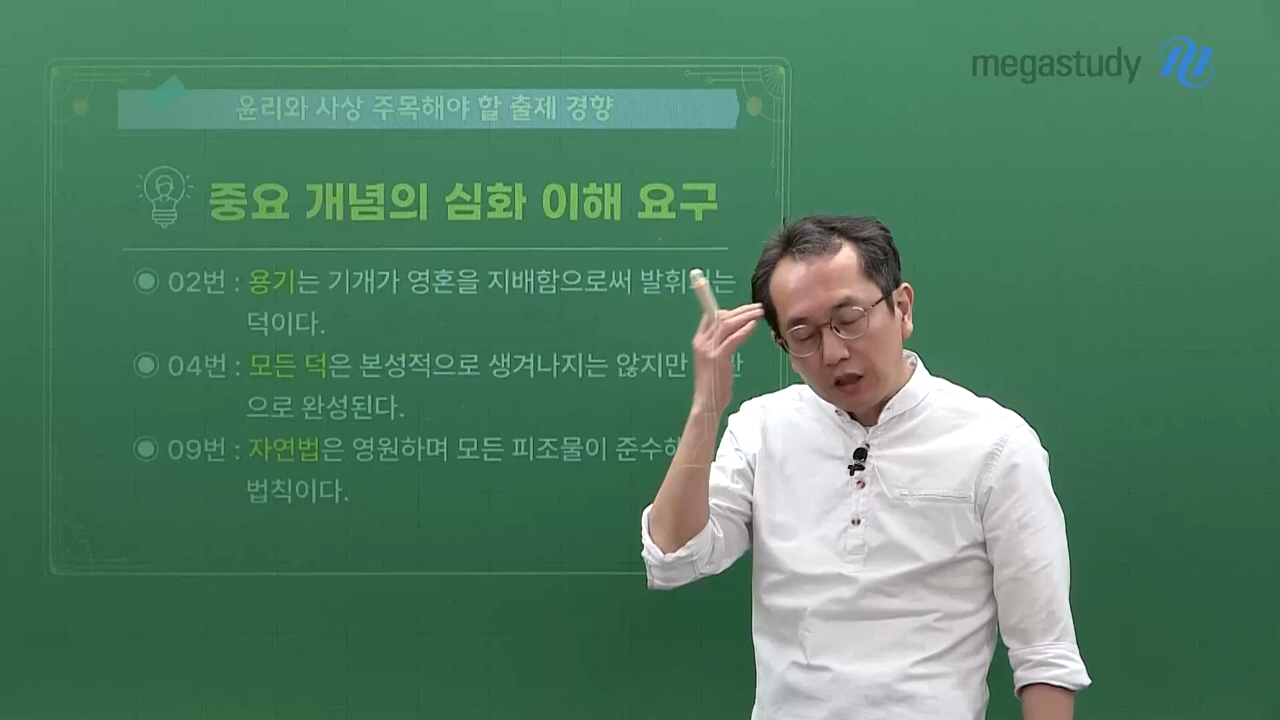 megastudy
윤리와 사상 주목해야 할 출제 경향
중요 개념의 심화 이해 요구
02번 : 용기는 기개가 영혼을 지배함으로써 발휘되는
덕이다.
04번 : 모든 덕은 본성적으로 생겨나지는 않지만
으로 완성된다.
09번 : 자연법은 영원하며 모든 피조물이
법칙이다.